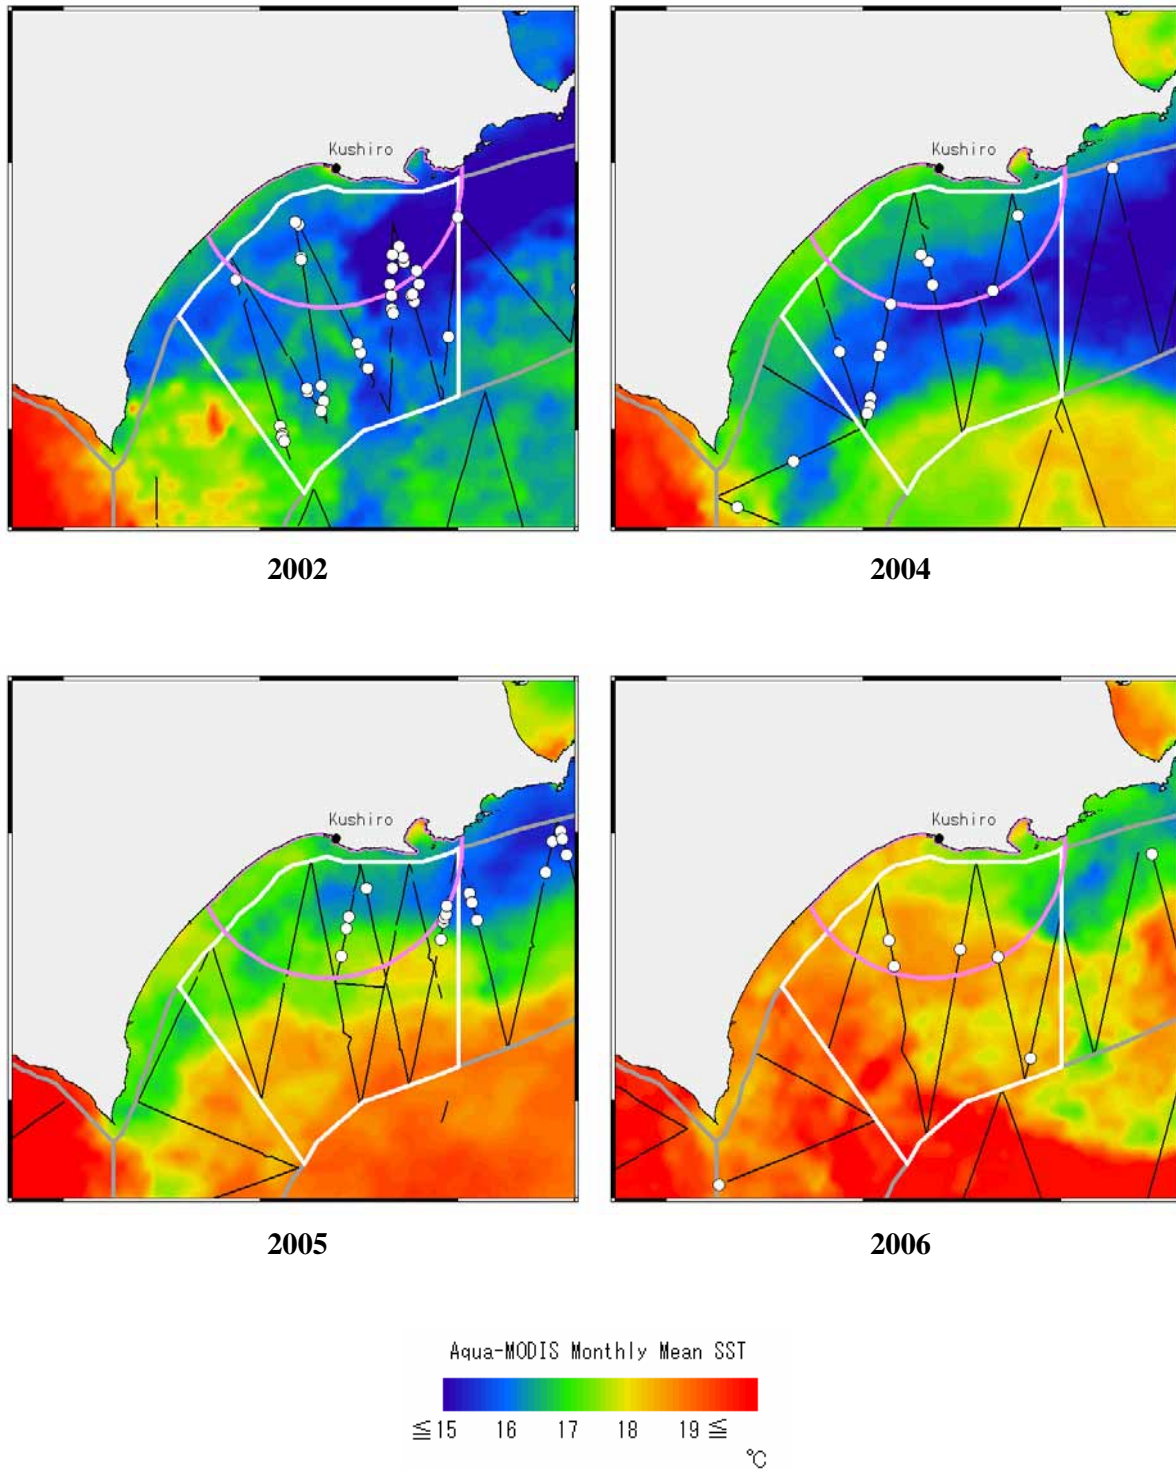 Kushiro
Kushiro
2002
2004
Kushiro
Kushiro
2005
2006
Aqua-MODIS Monthly Mean SST
≦15 16 17 18 19≦
℃